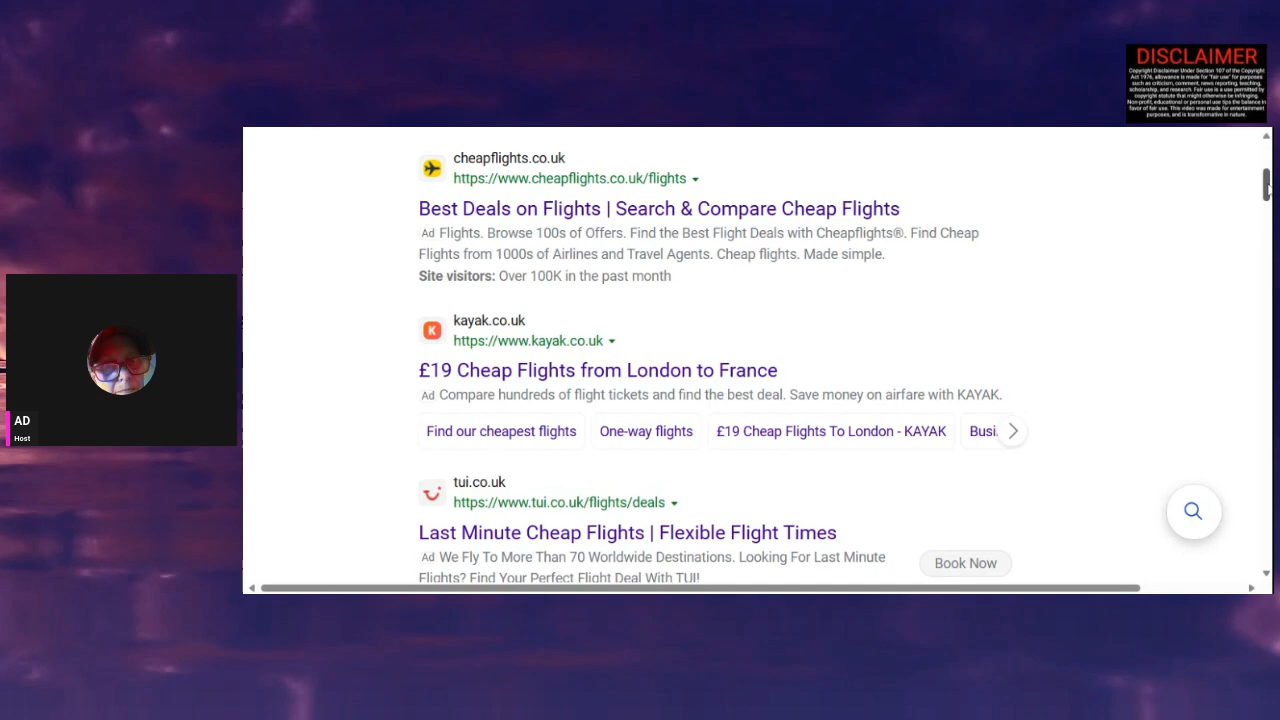 DISCLAIMER
Copyright Disclaimer Under Section 107 of the Copyright
Act 1976, allowance is made for "fair use" for purposes
such as criticism, comment, news reporting, teaching,
scholarship, and research. Fair use is a use permitted by
copyright statute that might otherwise be infringing.
Non-profit, educational or personal use tips the balance in
favor of fair use. This video was made for entertainment
purposes, and is transformative in nature.
cheapflights.co.uk
https://www.cheapflights.co.uk/flights
Best Deals on Flights | Search & Compare Cheap Flights
Ad Flights. Browse 100s of Offers. Find the Best Flight Deals with Cheapflights®. Find Cheap
Flights from 1000s of Airlines and Travel Agents. Cheap flights. Made simple.
Site visitors: Over 100K in the past month
K
kayak.co.uk
https://www.kayak.co.uk
£19 Cheap Flights from London to France
Ad Compare hundreds of flight tickets and find the best deal. Save money on airfare with KAYAK.
Find our cheapest flights One-way flights £19 Cheap Flights To London - KAYAK Busi
AD
Host
tui.co.uk
https://www.tui.co.uk/flights/deals
Last Minute Cheap Flights | Flexible Flight Times
Ad We Fly To More Than 70 Worldwide Destinations. Looking For Last Minute
Flights? Find Your Perfect Flight Deal With TUI!
Book Now